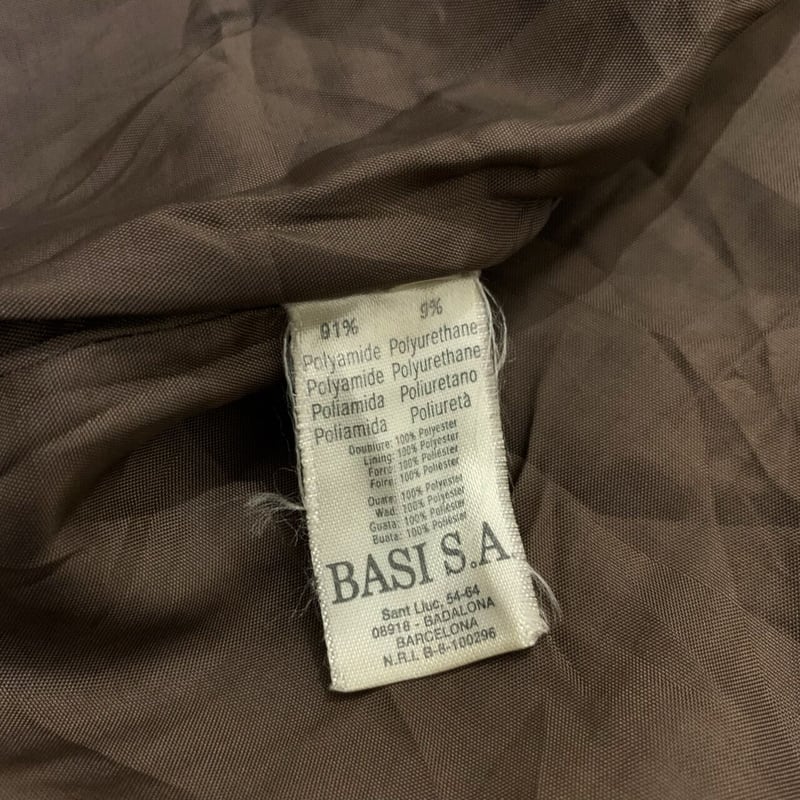 91% 9%
Polyamide Polyurethane
Polyamide Polyurethane
Poliamida Poliuretano
Poliamida Poliuretà
Doublure: 100% Polyester
Lining: 100% Polyester
Forro: 100% Poliéster
Folre: 100% Poliéster
Ouate: 100% Polyester
Wad: 100% Polyester
Guata: 100% Poliéster
Buata: 100% Poliéster
BASI S.A.
Sant Lluc, 54-64
08918 - BADALONA
BARCELONA
N.R.I. B-8-100296